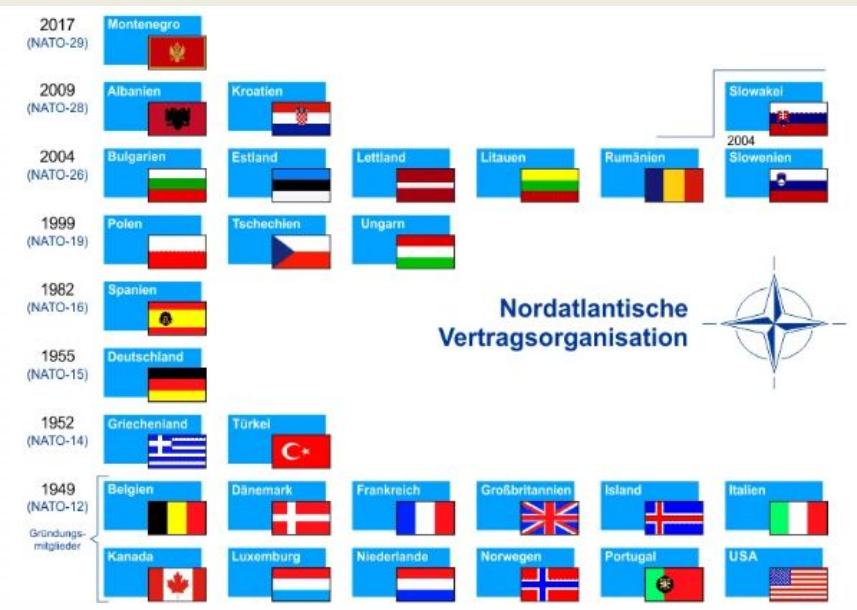 2017
(NATO-29)
Montenegro
2009
(NATO-28)
Albanien
Kroatien
Slowakei
2004
(NATO-26)
Bulgarien
Estland
Lettland
Litauen
Rumänien
2004
Slowenien
1999
(NATO-19)
Polen
Tschechien
Ungarn
1982
(NATO-16)
Spanien
Nordatlantische
Vertragsorganisation
1955
(NATO-15)
Deutschland
1952
(NATO-14)
Griechenland
Türkei
1949
(NATO-12)
Gründungs-
mitglieder
Belgien
Dänemark
Frankreich
Großbritannien
Island
Italien
Kanada
Luxemburg
Niederlande
Norwegen
Portugal
USA